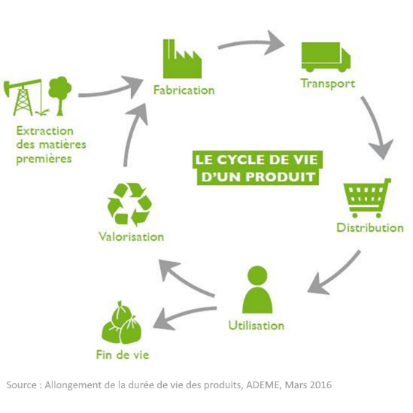 Fabrication
Transport
Extraction
des matières
premières
LE CYCLE DE VIE
D'UN PRODUIT
Distribution
Valorisation
Utilisation
Fin de vie
Source : Allongement de la durée de vie des produits, ADEME, Mars 2016